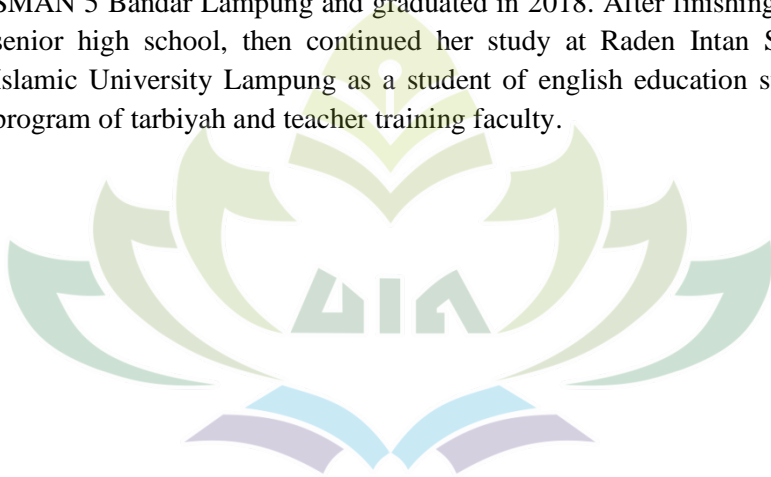 SMAN 5 Bandar Lampung and graduated in 2018. After finishing
senior high school, then continued her study at Raden Intan S
Islamic University Lampung as a student of english education s
program of tarbiyah and teacher training faculty.
UIN